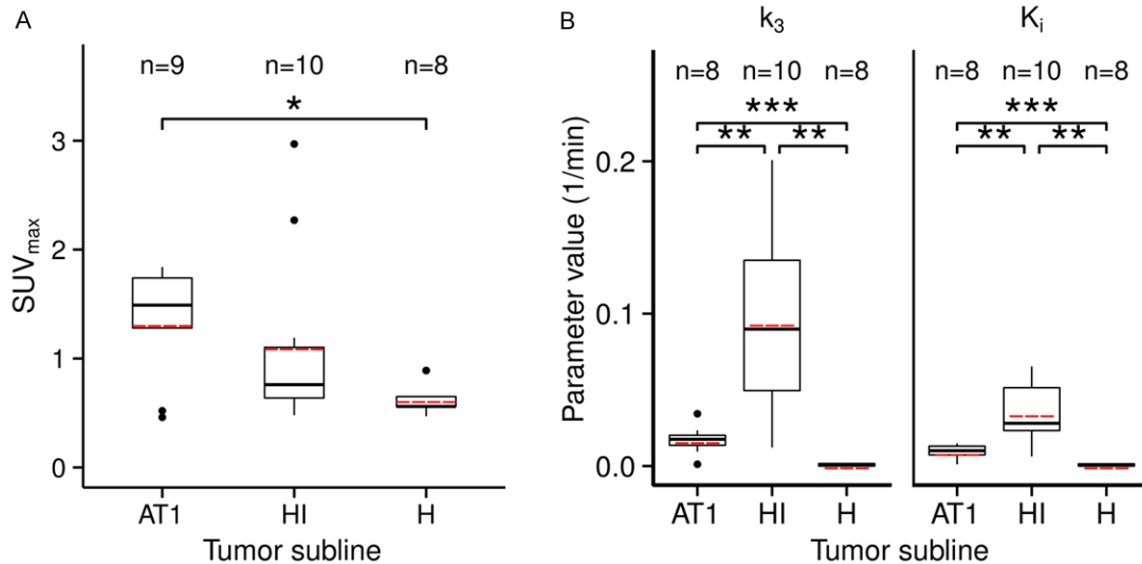 A
n=9 n=10 n=8
*
3
2
1
0
SUVmax
AT1 HI H
Tumor subline
B
k3 Ki
n=8 n=10 n=8 n=8 n=10 n=8
*** ***
** ** ** **
0.2
0.1
0.0
Parameter value (1/min)
AT1 HI H AT1 HI H
Tumor subline